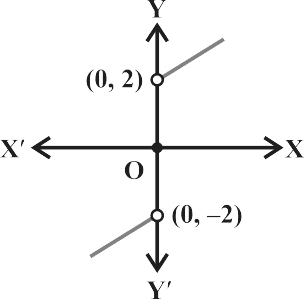 Y
(0, 2)
X′ X
O
(0, –2)
Y′